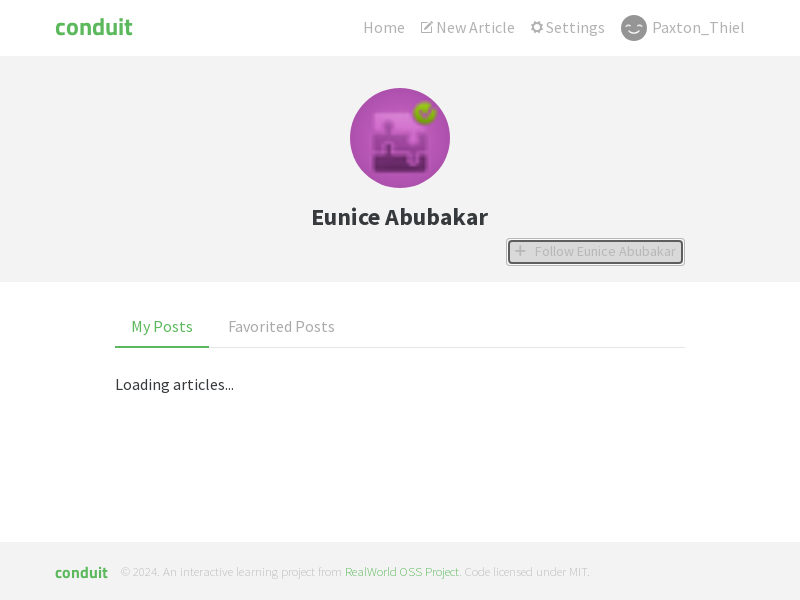 conduit
Home
New Article
Settings
Paxton_Thiel
Eunice Abubakar
Follow Eunice Abubakar
My Posts
Favorited Posts
Loading articles...
conduit
© 2024. An interactive learning project from RealWorld OSS Project. Code licensed under MIT.